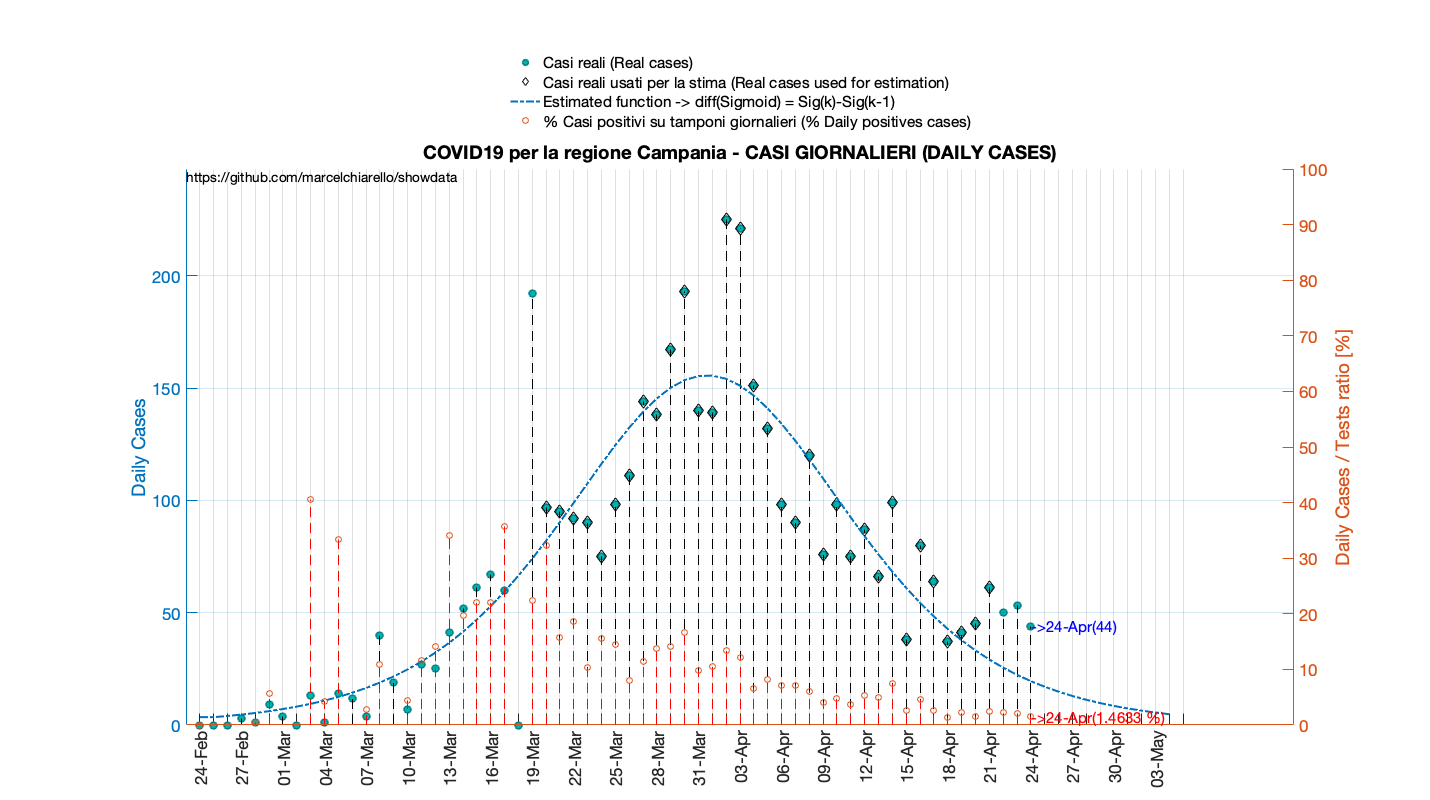 Casi reali (Real cases)
Casi reali usati per la stima (Real cases used for estimation)
Estimated function -> diff(Sigmoid) = Sig(k)-Sig(k-1)
% Casi positivi su tamponi giornalieri (% Daily positives cases)
COVID19 per la regione Campania - CASI GIORNALIERI (DAILY CASES)
https://github.com/marcelchiarello/showdata
Daily Cases
200
150
100
50
0
100
90
80
70
60
50
40
30
20
10
0
Daily Cases / Tests ratio [%]
->24-Apr(44)
->24-Apr(1.4633 %)
24-Feb
27-Feb
01-Mar
04-Mar
07-Mar
10-Mar
13-Mar
16-Mar
19-Mar
22-Mar
25-Mar
28-Mar
31-Mar
03-Apr
06-Apr
09-Apr
12-Apr
15-Apr
18-Apr
21-Apr
24-Apr
27-Apr
30-Apr
03-May